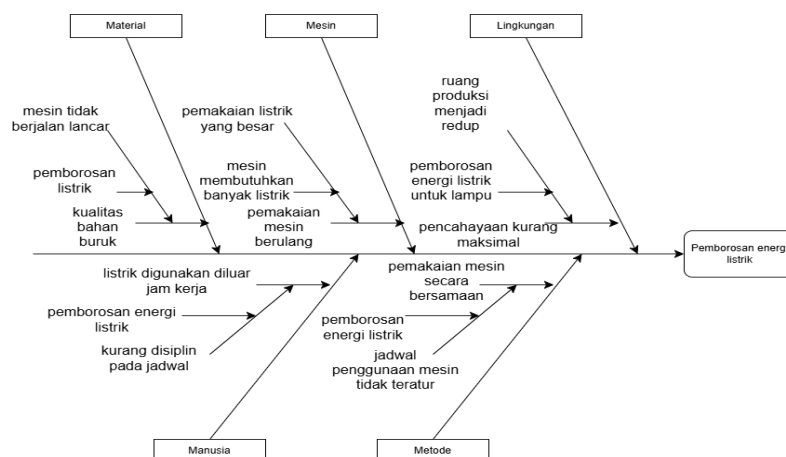 Material
Mesin
Lingkungan
mesin tidak
berjalan lancar
pemborosan
listrik
kualitas
bahan
buruk
pemakaian listrik
yang besar
mesin
membutuhkan
banyak listrik
pemakaian
mesin
berulang
ruang
produksi
menjadi
redup
pemborosan
energi listrik
untuk lampu
pencahayaan kurang
maksimal
Pemborosan energi
listrik
listrik digunakan diluar
jam kerja
pemborosan energi
listrik
kurang disiplin
pada jadwal
pemakaian mesin
secara
bersamaan
pemborosan
energi listrik
jadwal
penggunaan mesin
tidak teratur
Manusia
Metode